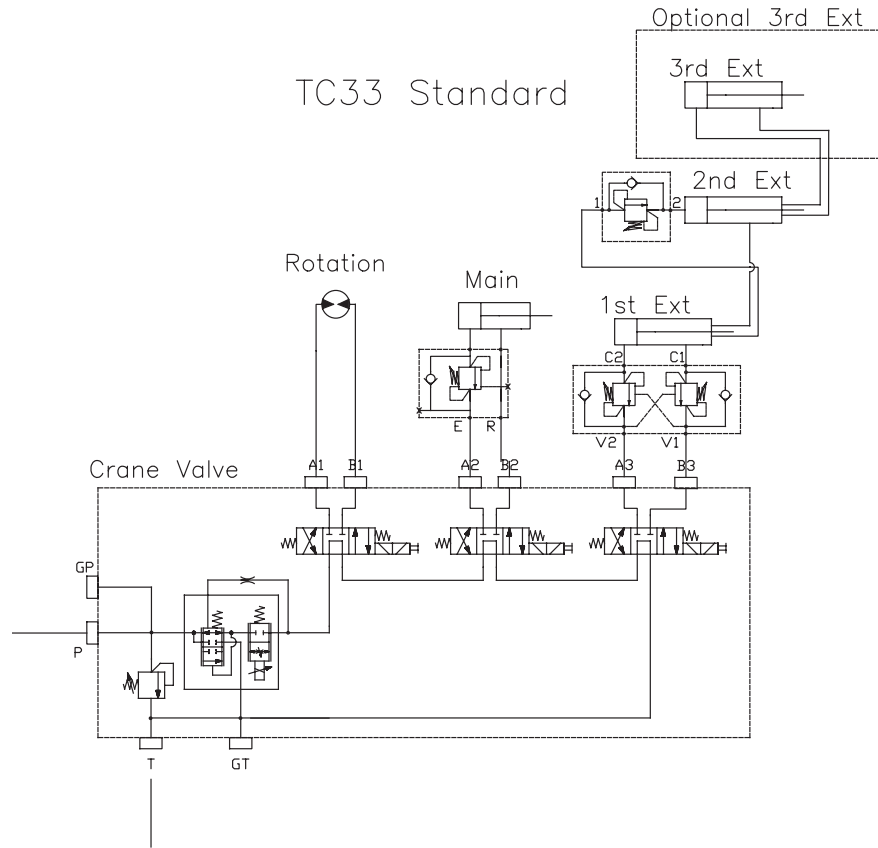 Optional 3rd Ext
3rd Ext
TC33 Standard
2nd Ext
1
2
Rotation
Main
1st Ext
C2
C1
E
R
V2
V1
Crane Valve
A1
B1
A2
B2
A3
B3
GP
P
T
GT